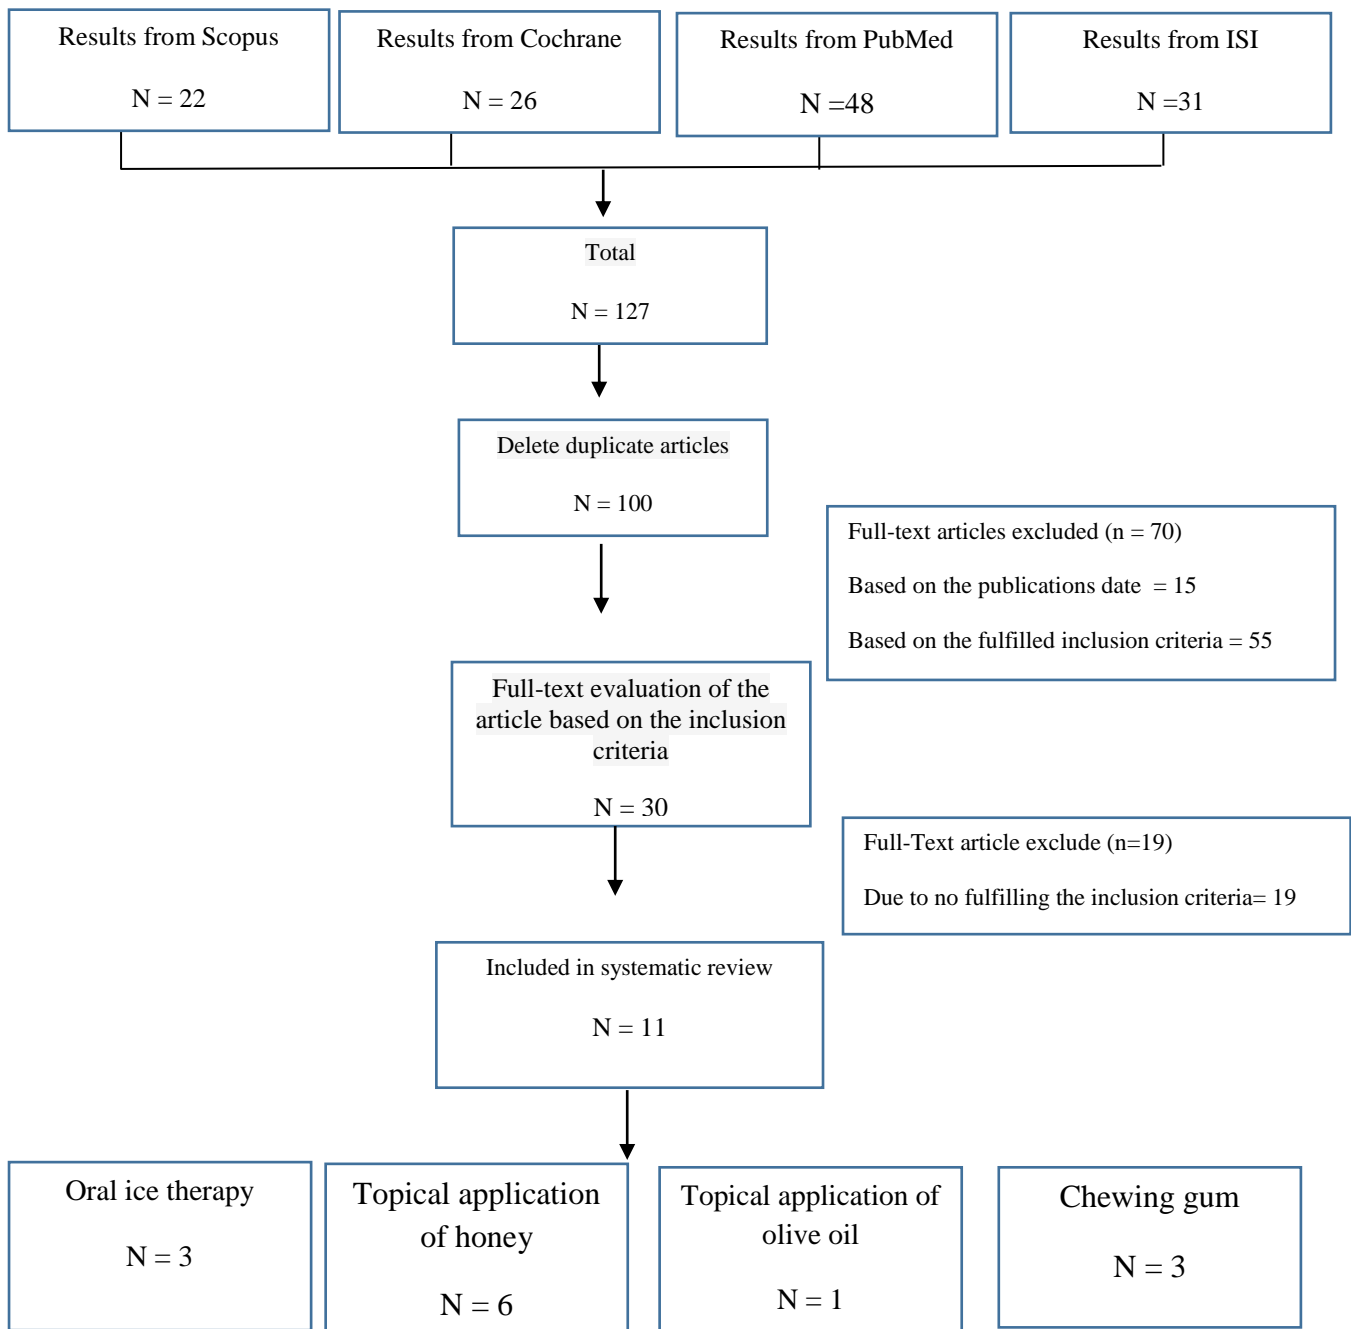 Results from Scopus
N = 22
Results from Cochrane
N = 26
Results from PubMed
N =48
Results from ISI
N =31
Total
N = 127
Delete duplicate articles
N = 100
Full-text articles excluded (n = 70)
Based on the publications date  = 15
Based on the fulfilled inclusion criteria = 55
Full-text evaluation of the
article based on the inclusion
criteria
N = 30
Full-Text article exclude (n=19)
Due to no fulfilling the inclusion criteria= 19
Included in systematic review
N = 11
Oral ice therapy
N = 3
Topical application
of honey
N = 6
Topical application of
olive oil
N = 1
Chewing gum
N = 3